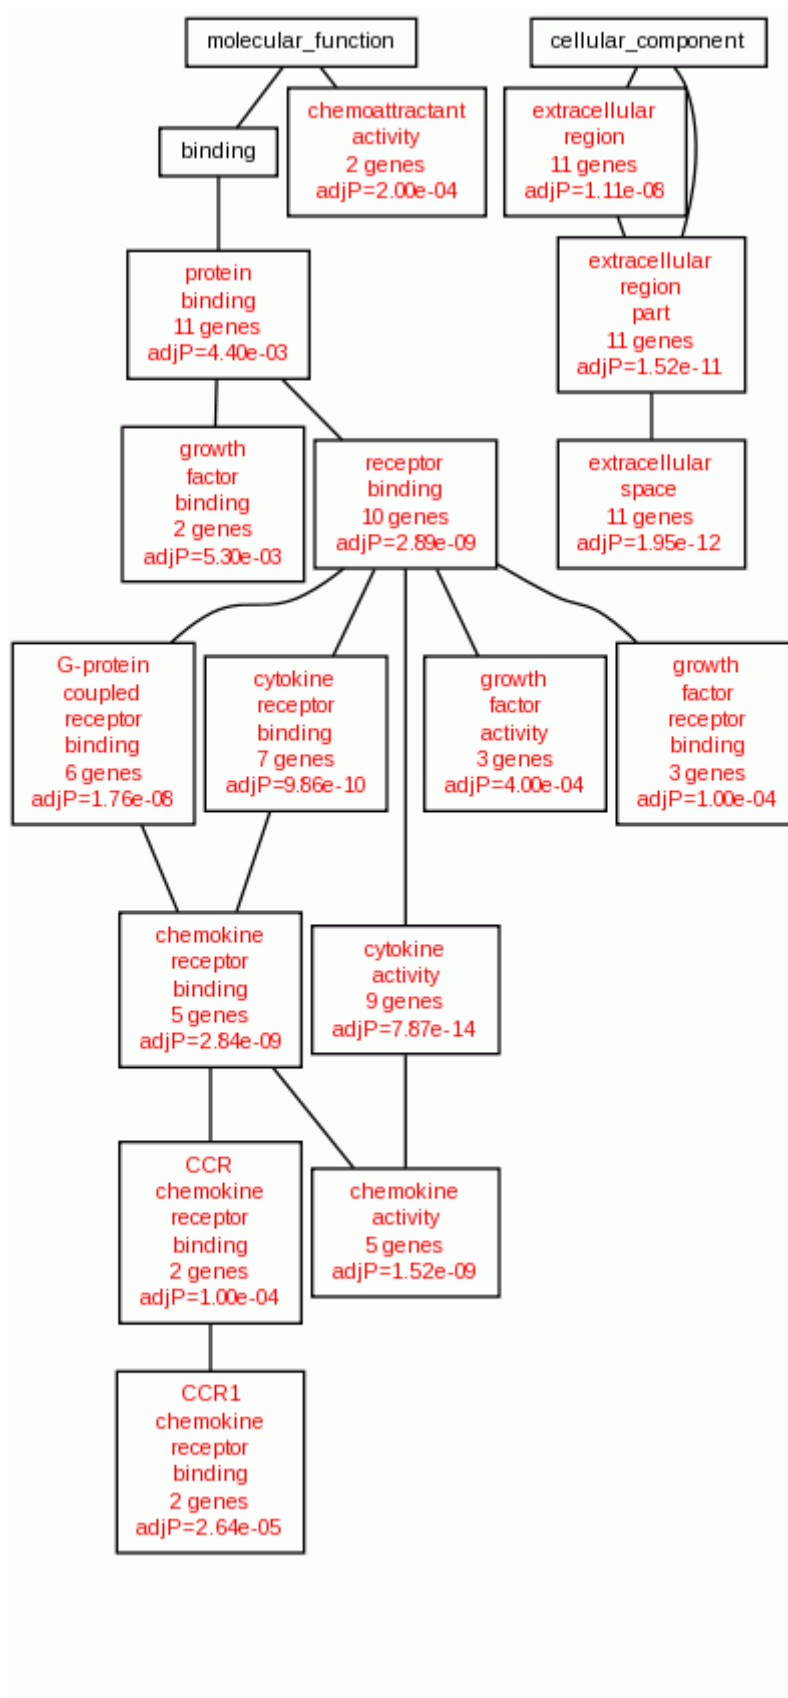 molecular_function
cellular_component
chemoattractant
activity
2 genes
adjP=2.00e-04
extracellular
region
11 genes
adjP=1.11e-08
binding
protein
binding
11 genes
adjP=4.40e-03
extracellular
region
part
11 genes
adjP=1.52e-11
growth
factor
binding
2 genes
adjP=5.30e-03
receptor
binding
10 genes
adjP=2.89e-09
extracellular
space
11 genes
adjP=1.95e-12
G-protein
coupled
receptor
binding
6 genes
adjP=1.76e-08
cytokine
receptor
binding
7 genes
adjP=9.86e-10
growth
factor
activity
3 genes
adjP=4.00e-04
growth
factor
receptor
binding
3 genes
adjP=1.00e-04
chemokine
receptor
binding
5 genes
adjP=2.84e-09
cytokine
activity
9 genes
adjP=7.87e-14
CCR
chemokine
receptor
binding
2 genes
adjP=1.00e-04
chemokine
activity
5 genes
adjP=1.52e-09
CCR1
chemokine
receptor
binding
2 genes
adjP=2.64e-05